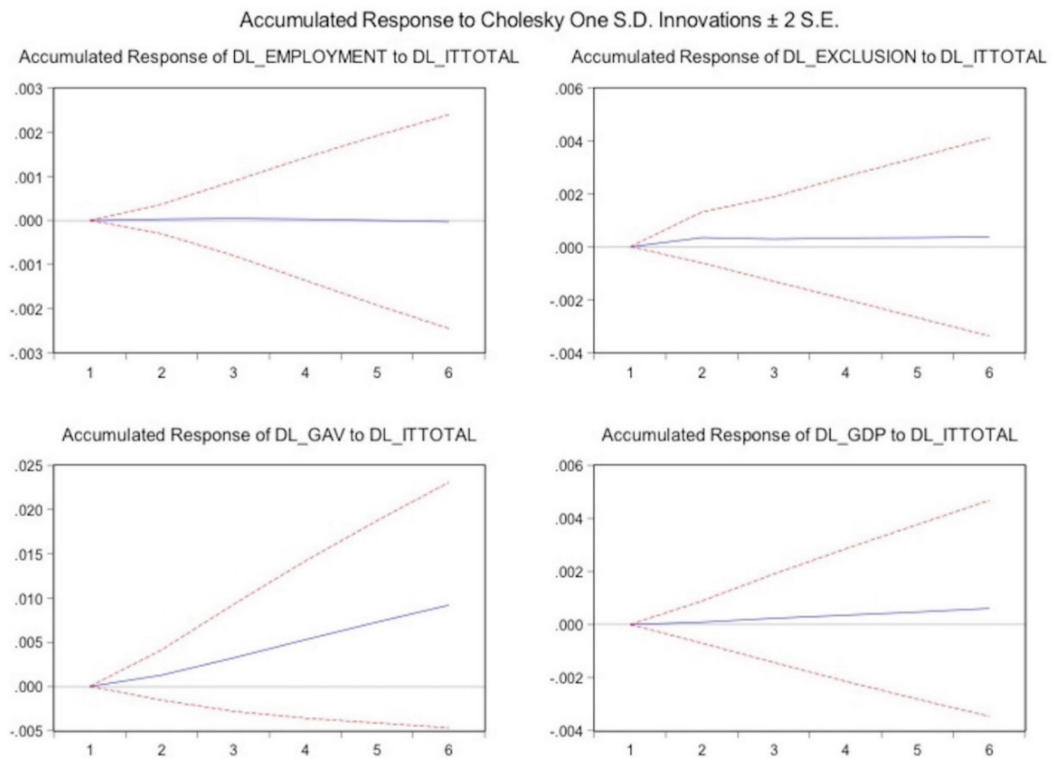 Accumulated Response to Cholesky One S.D. Innovations ± 2 S.E.
Accumulated Response of DL_EMPLOYMENT to DL_ITTOTAL
.003
.002
.001
.000
-.001
-.002
-.003
1 2 3 4 5 6
Accumulated Response of DL_EXCLUSION to DL_ITTOTAL
.006
.004
.002
.000
-.002
-.004
1 2 3 4 5 6
Accumulated Response of DL_GAV to DL_ITTOTAL
.025
.020
.015
.010
.005
.000
-.005
1 2 3 4 5 6
Accumulated Response of DL_GDP to DL_ITTOTAL
.006
.004
.002
.000
-.002
-.004
1 2 3 4 5 6